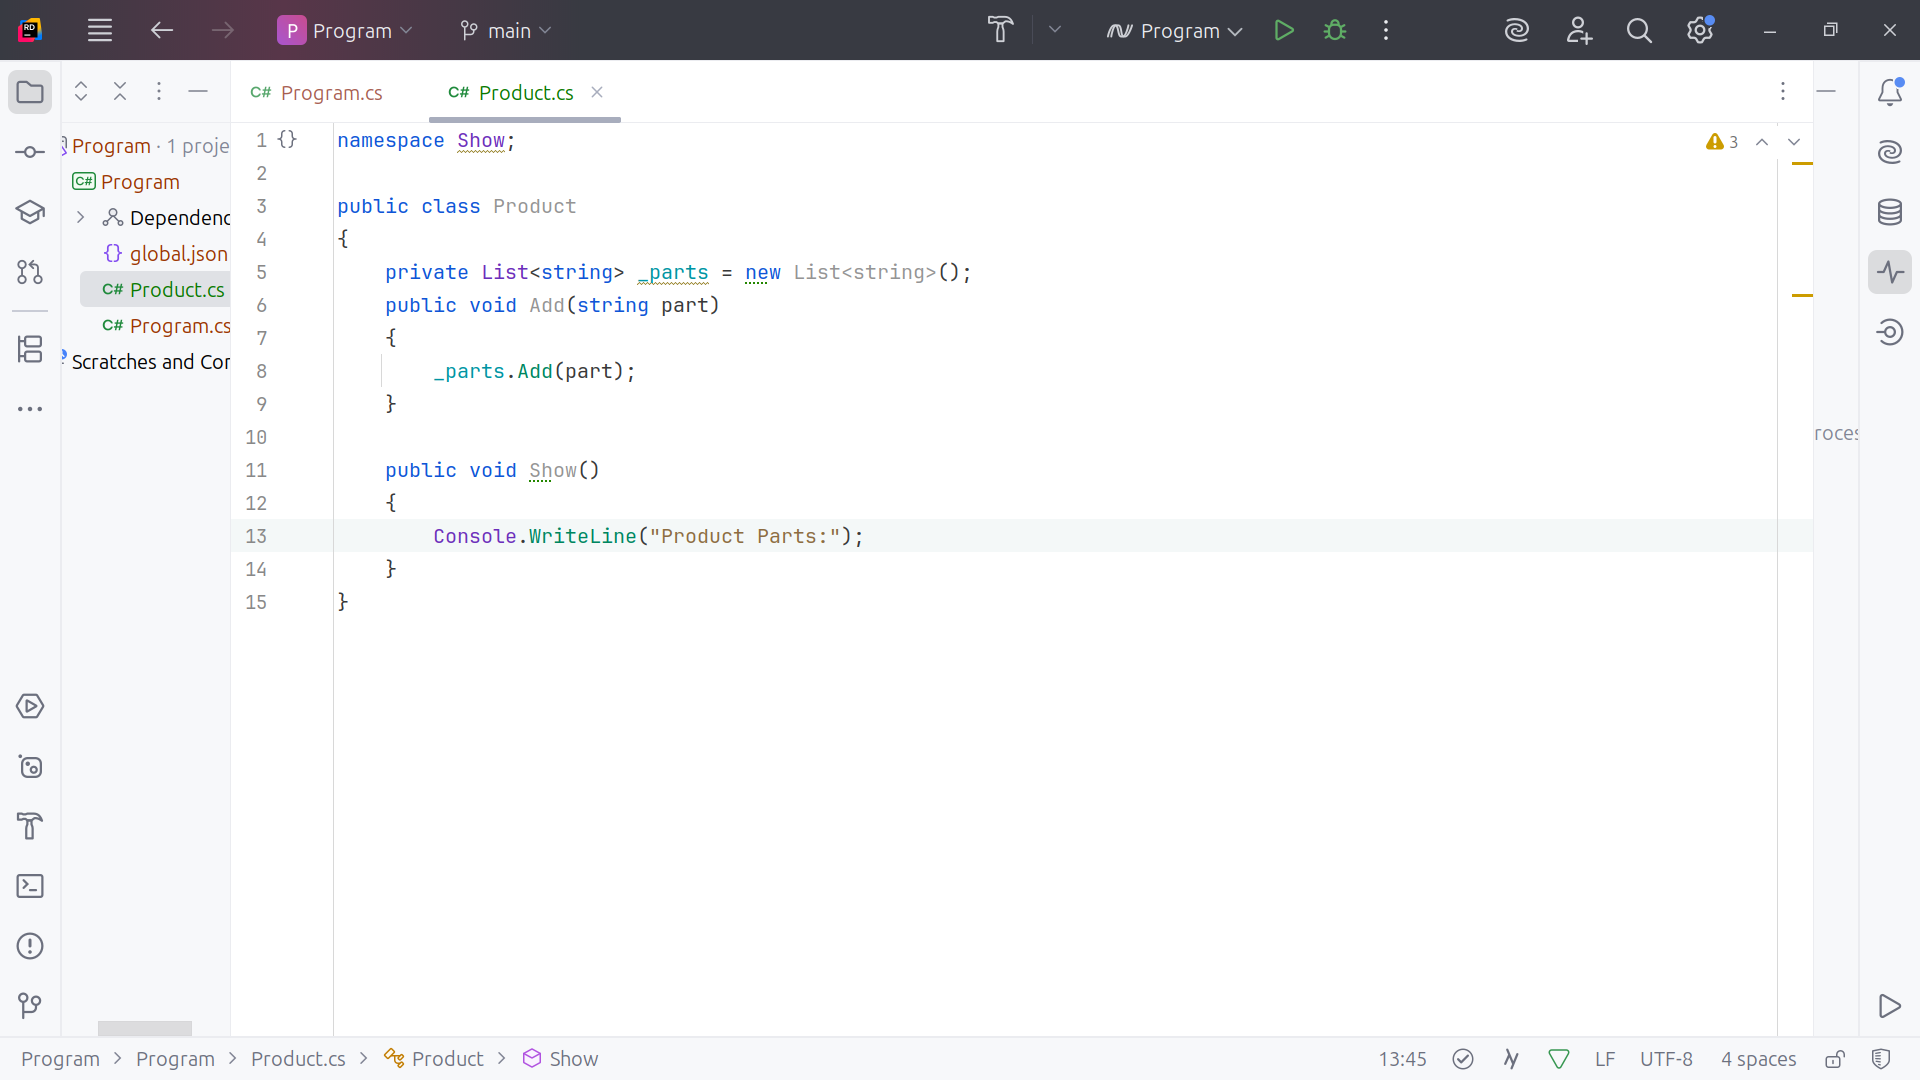 RD
P Program
main
Program
C# Program.cs
C# Product.cs
Program · 1 proje
C# Program
Dependenc
{} global.json
C# Product.cs
C# Program.cs
Scratches and Cor
3
1 {} namespace Show;
2
3 public class Product
4 {
5 private List<string> _parts = new List<string>();
6 public void Add(string part)
7 {
8 _parts.Add(part);
9 }
10
11 public void Show()
12 {
13 Console.WriteLine("Product Parts:");
14 }
15 }
roces
Program > Program > Product.cs > Product > Show
13:45 LF UTF-8 4 spaces